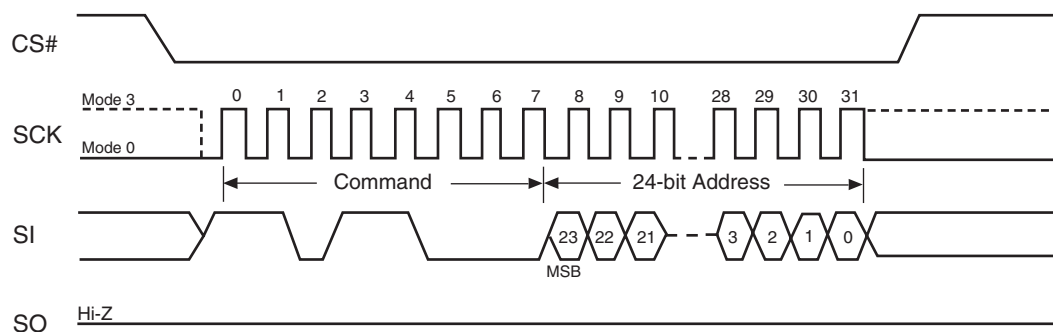 CS#
Mode 3
0 1 2 3 4 5 6 7 8 9 10 28 29 30 31
SCK
Mode 0
Command 24-bit Address
SI
23 22 21 3 2 1 0
MSB
Hi-Z
SO